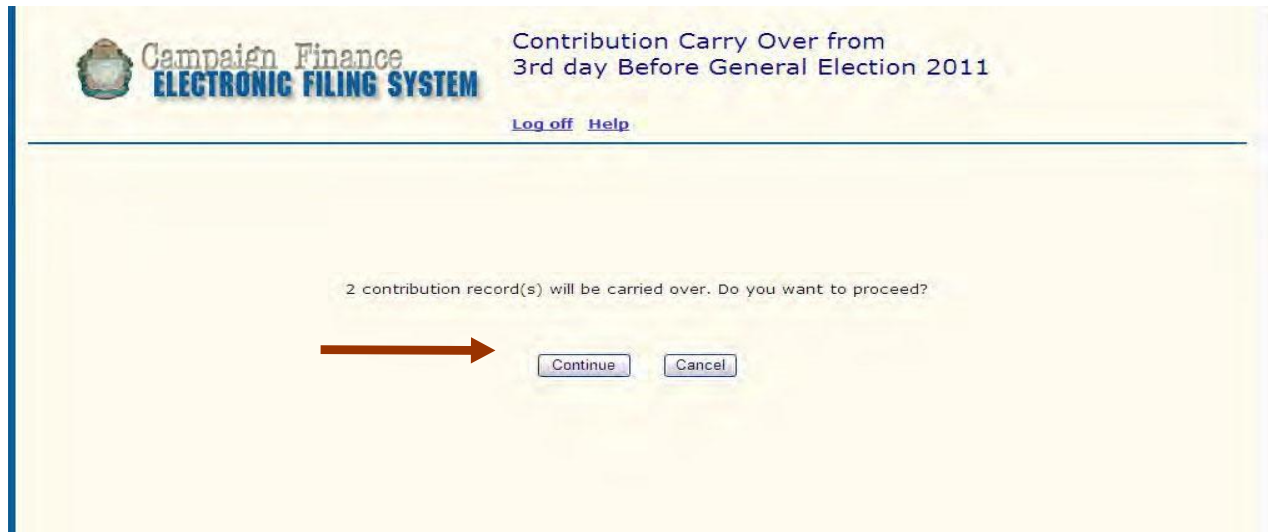 Campaign Finance
ELECTRONIC FILING SYSTEM
Contribution Carry Over from
3rd day Before General Election 2011
Log off Help
2 contribution record(s) will be carried over. Do you want to proceed?
Continue Cancel